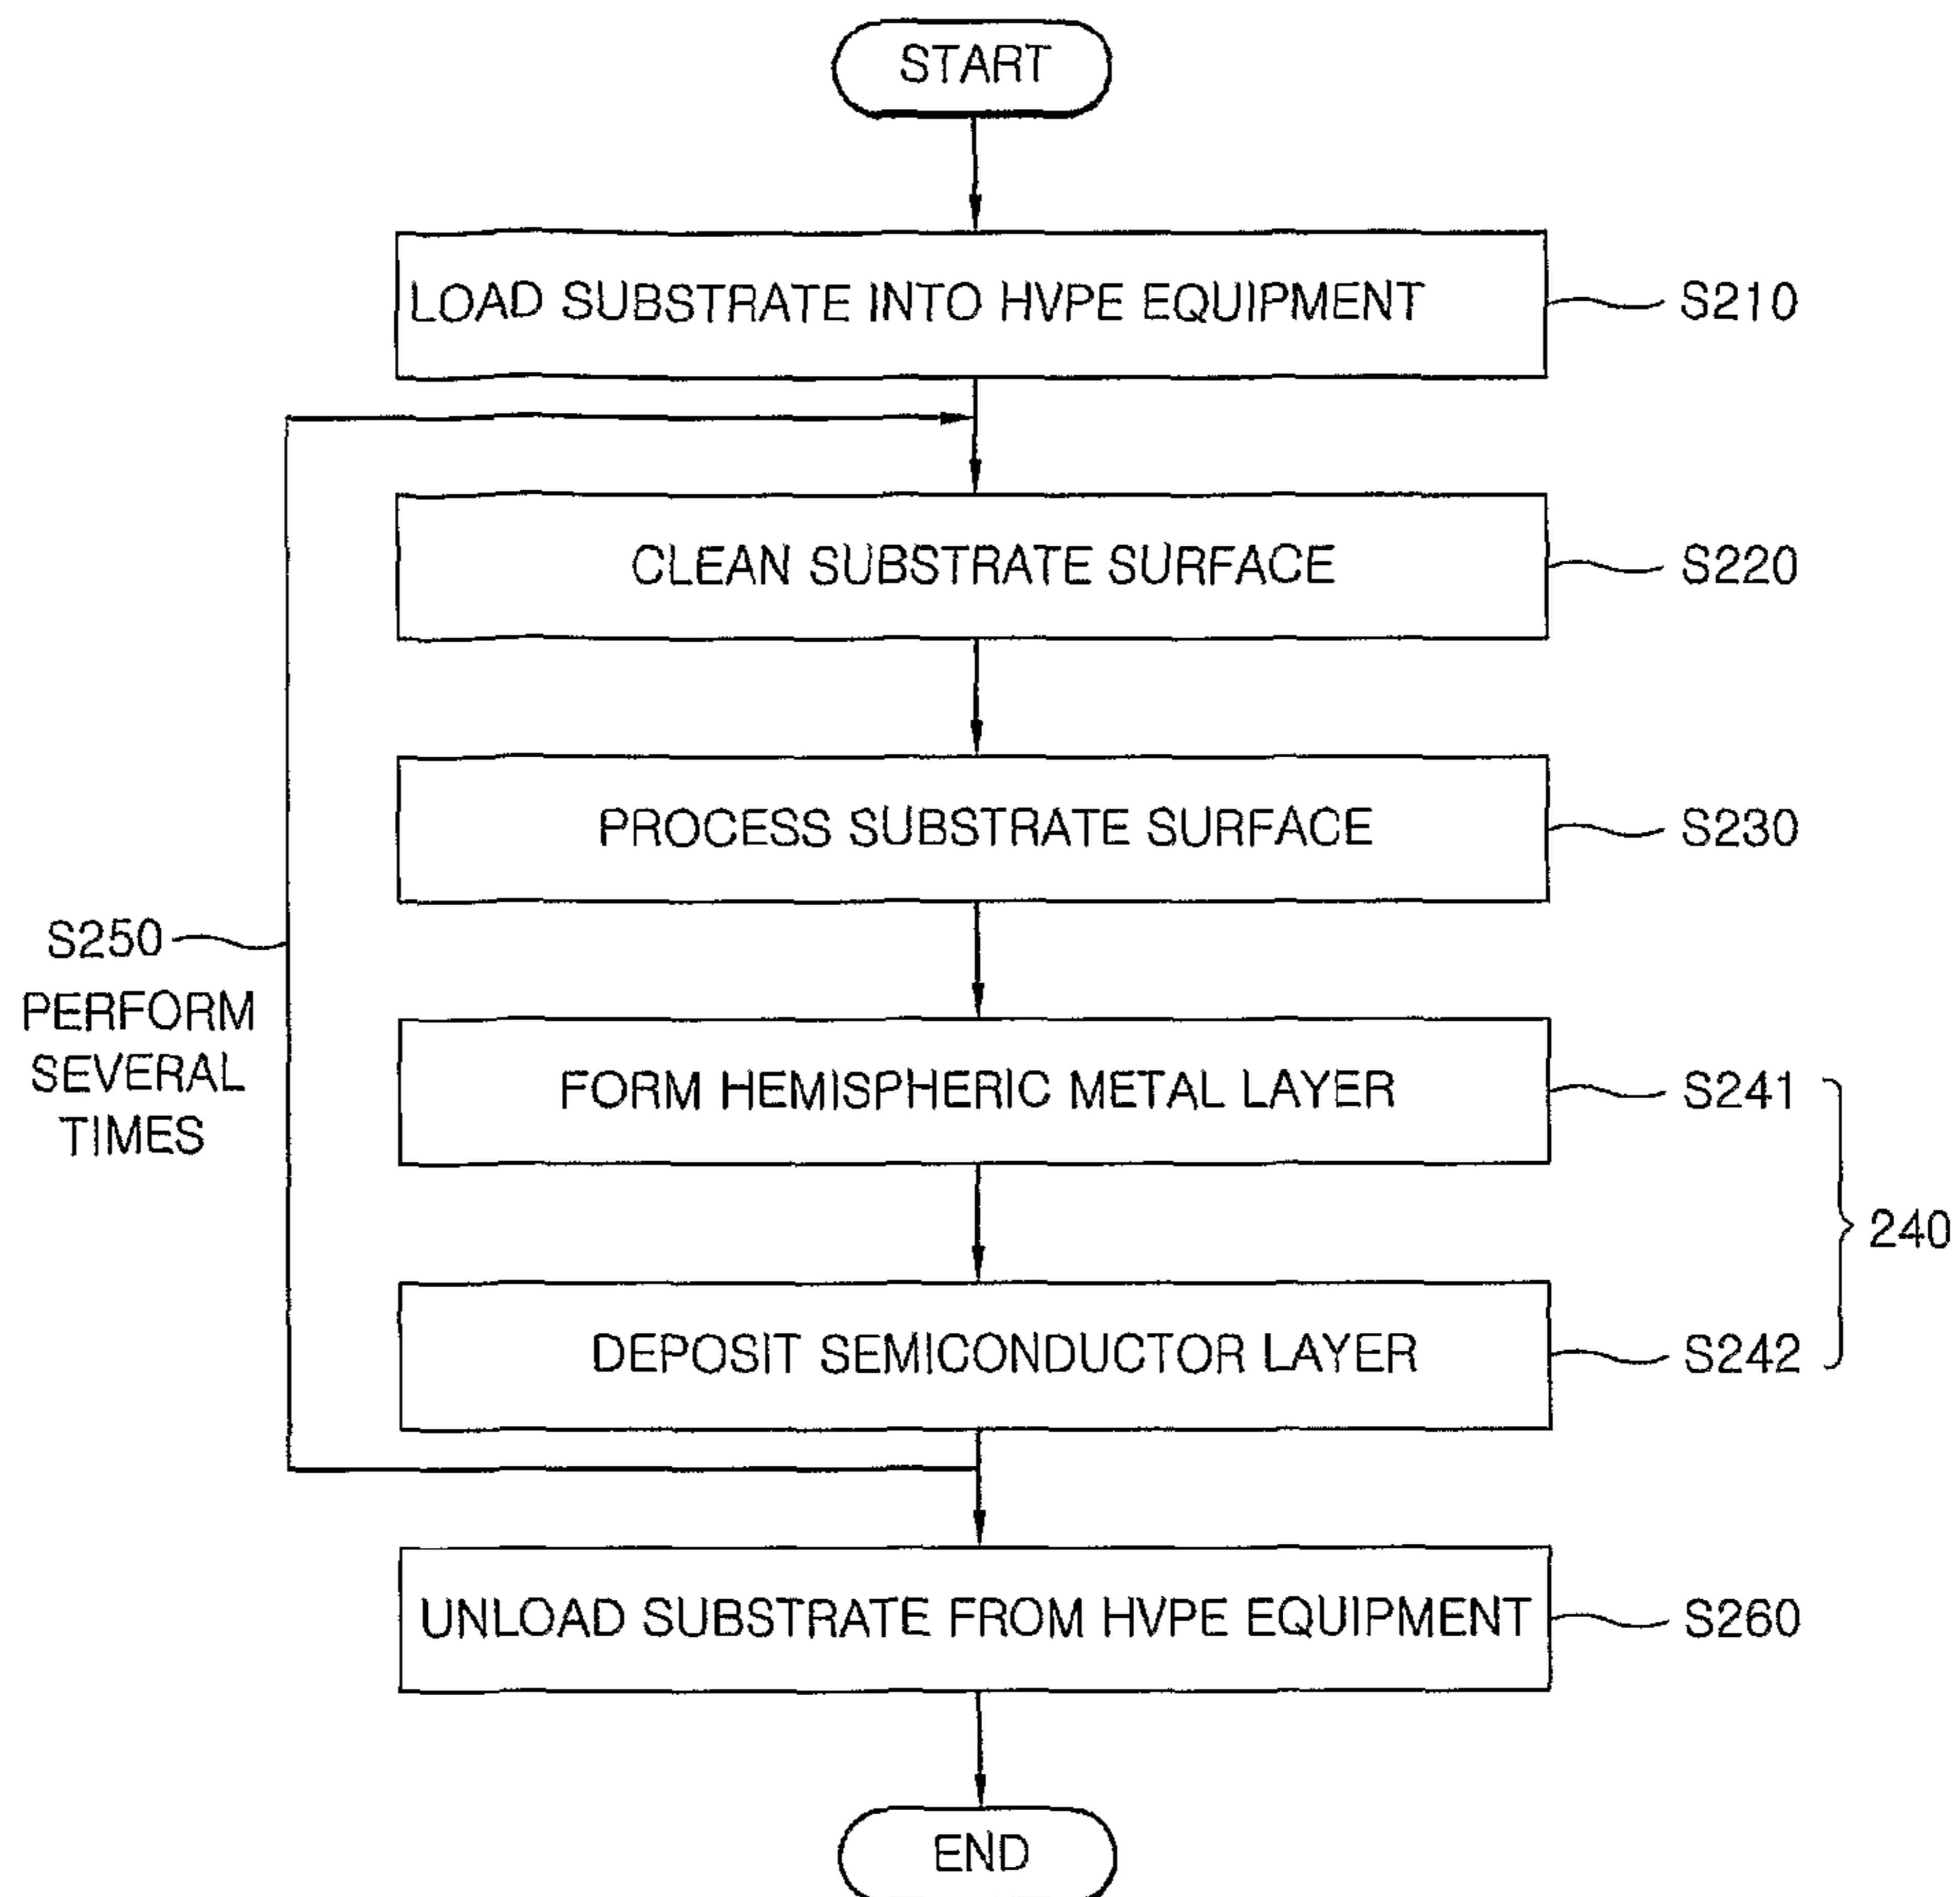 START
LOAD SUBSTRATE INTO HVPE EQUIPMENT
S210
CLEAN SUBSTRATE SURFACE
S220
PROCESS SUBSTRATE SURFACE
S230
S250
PERFORM
SEVERAL
TIMES
FORM HEMISPHERIC METAL LAYER
S241
240
DEPOSIT SEMICONDUCTOR LAYER
S242
UNLOAD SUBSTRATE FROM HVPE EQUIPMENT
S260
END